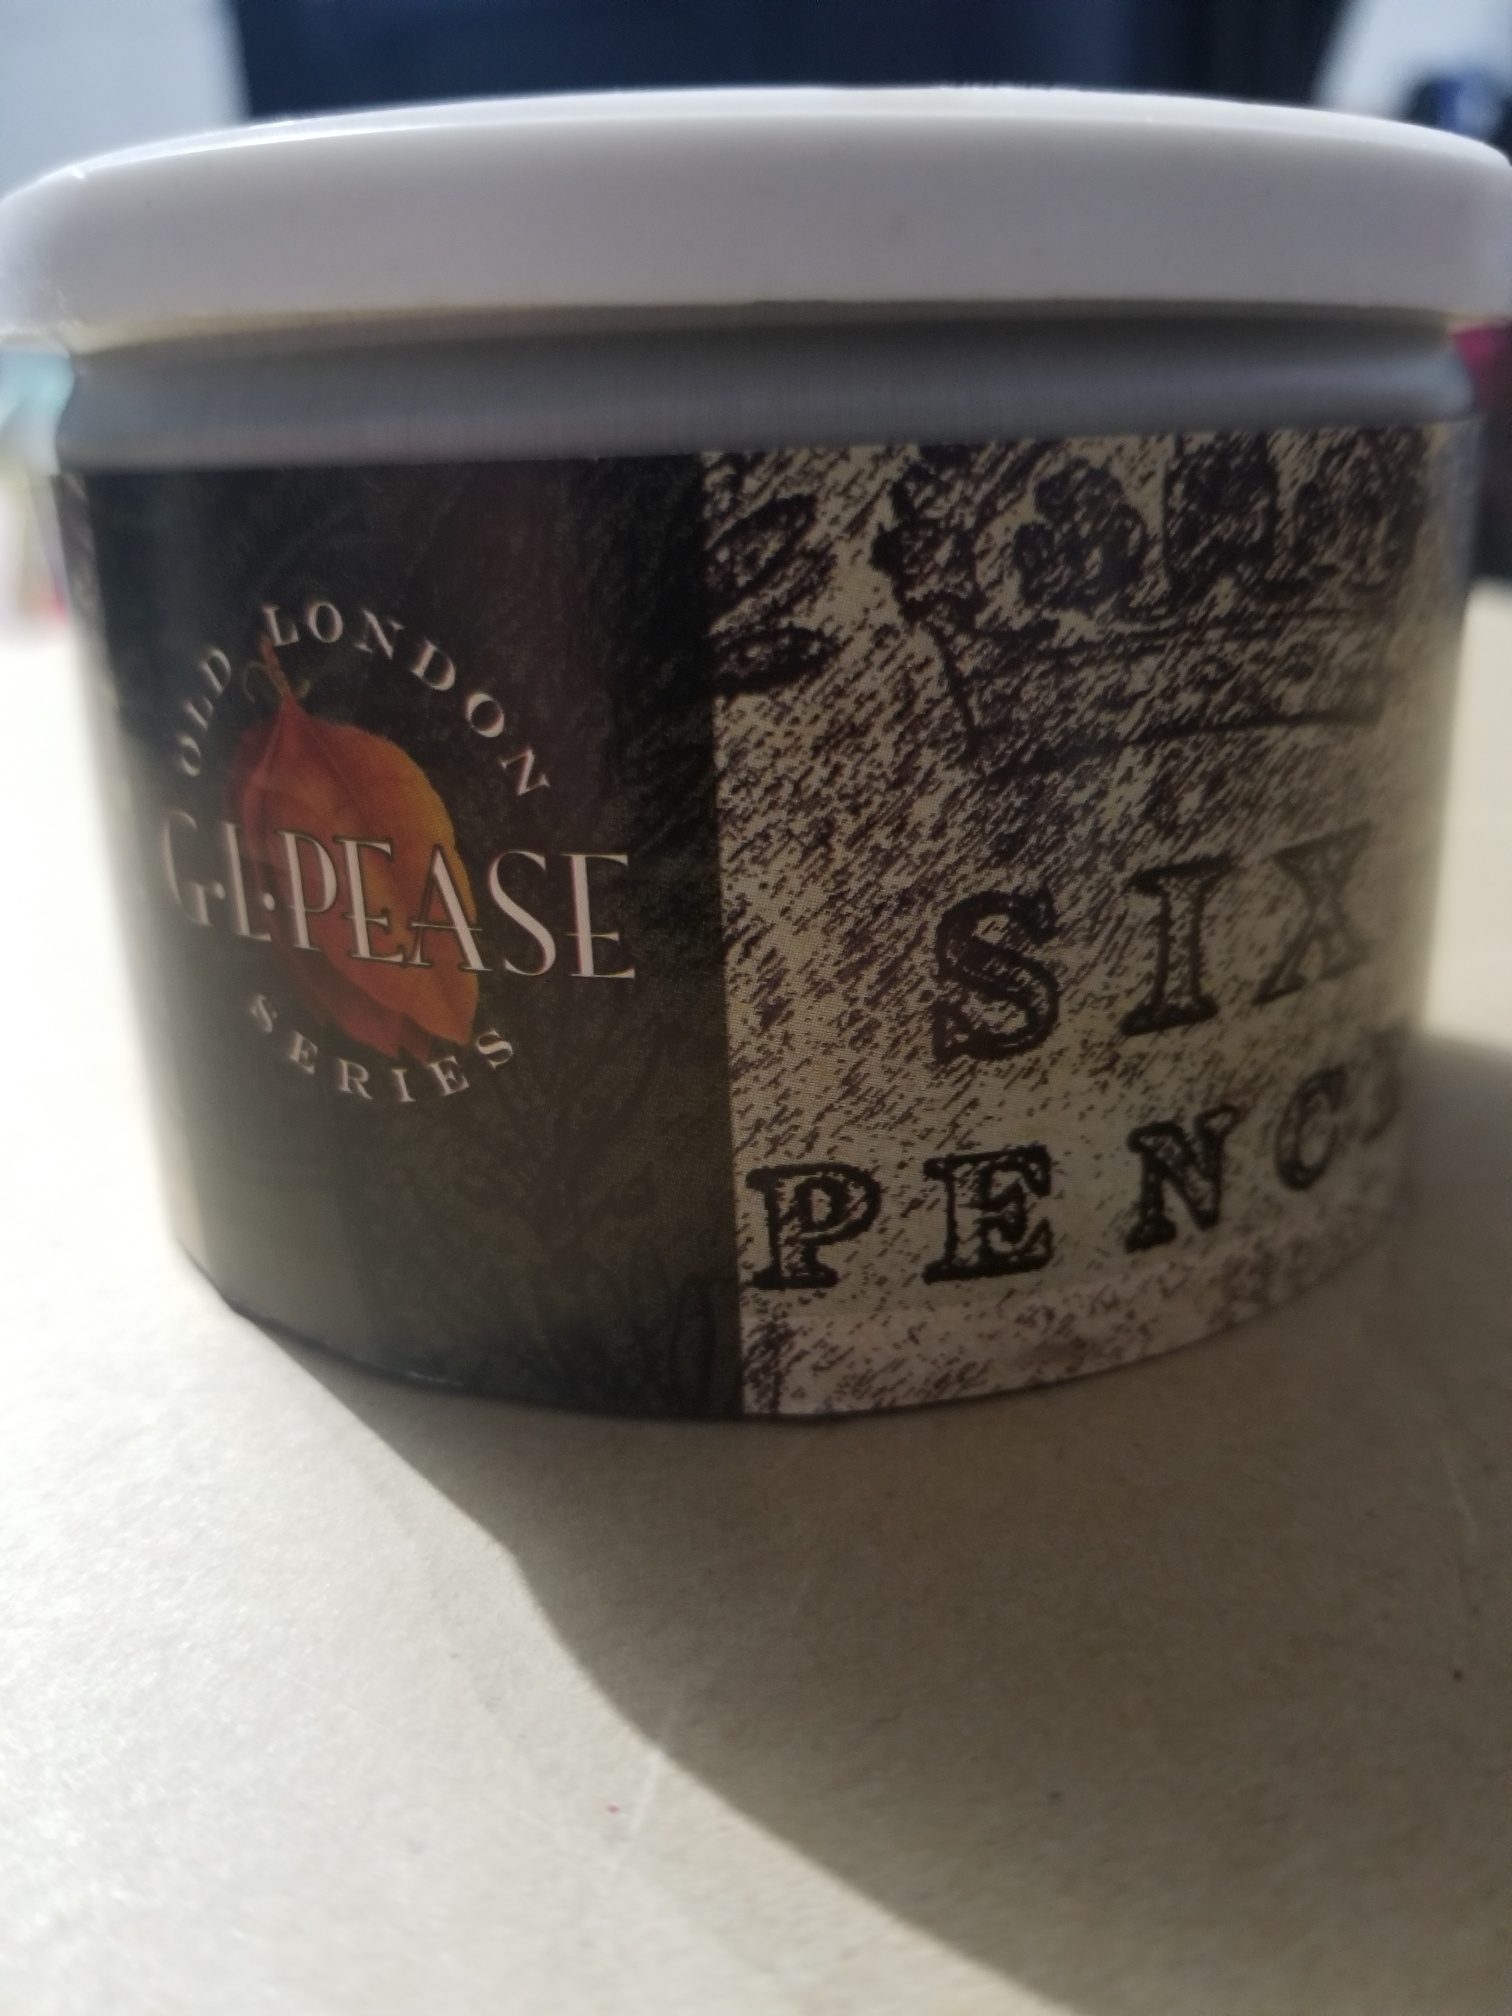 OLD LONDON
G·L·PEASE
SERIES
SIX
PENC